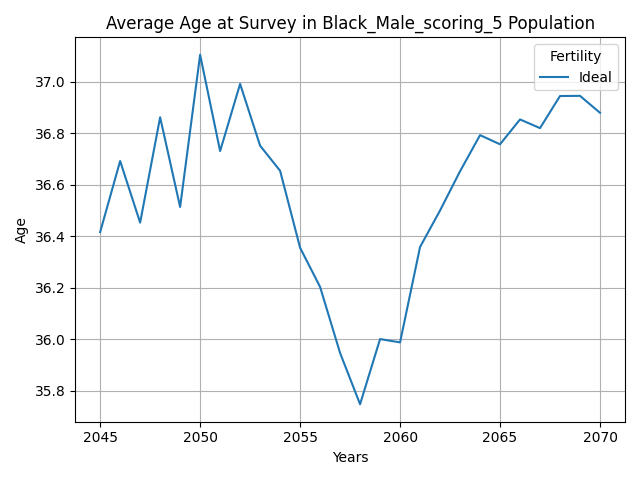 Average Age at Survey in Black_Male_scoring_5 Population
Fertility
Ideal
37.0
36.8
36.6
36.4
36.2
36.0
35.8
Age
2045 2050 2055 2060 2065 2070
Years